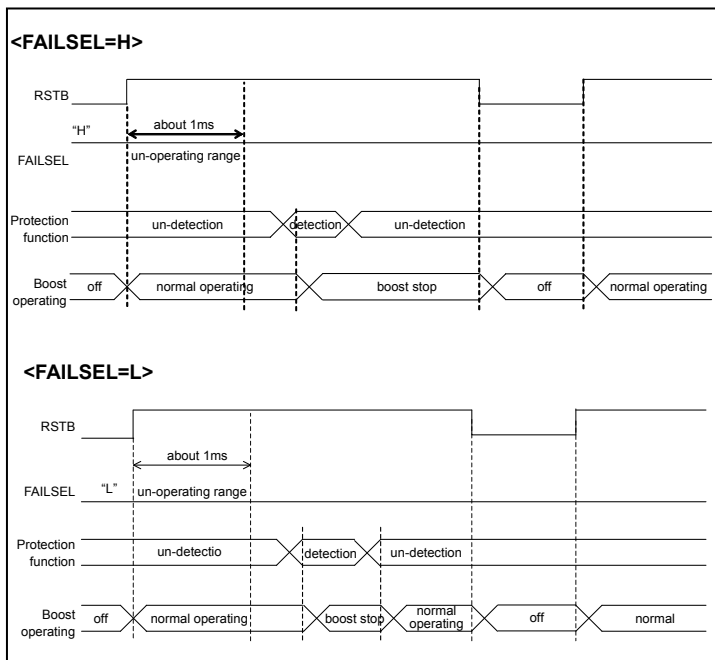 <FAILSEL=H>
RSTB
about 1ms
"H"
FAILSEL
un-operating range
Protection
function
un-detection
detection
un-detection
Boost
operating
off
normal operating
boost stop
off
normal operating
<FAILSEL=L>
RSTB
about 1ms
FAILSEL
"L"
un-operating range
Protection
function
un-detectio
detection
un-detection
Boost
operating
off
normal operating
boost stop
normal
operating
off
normal